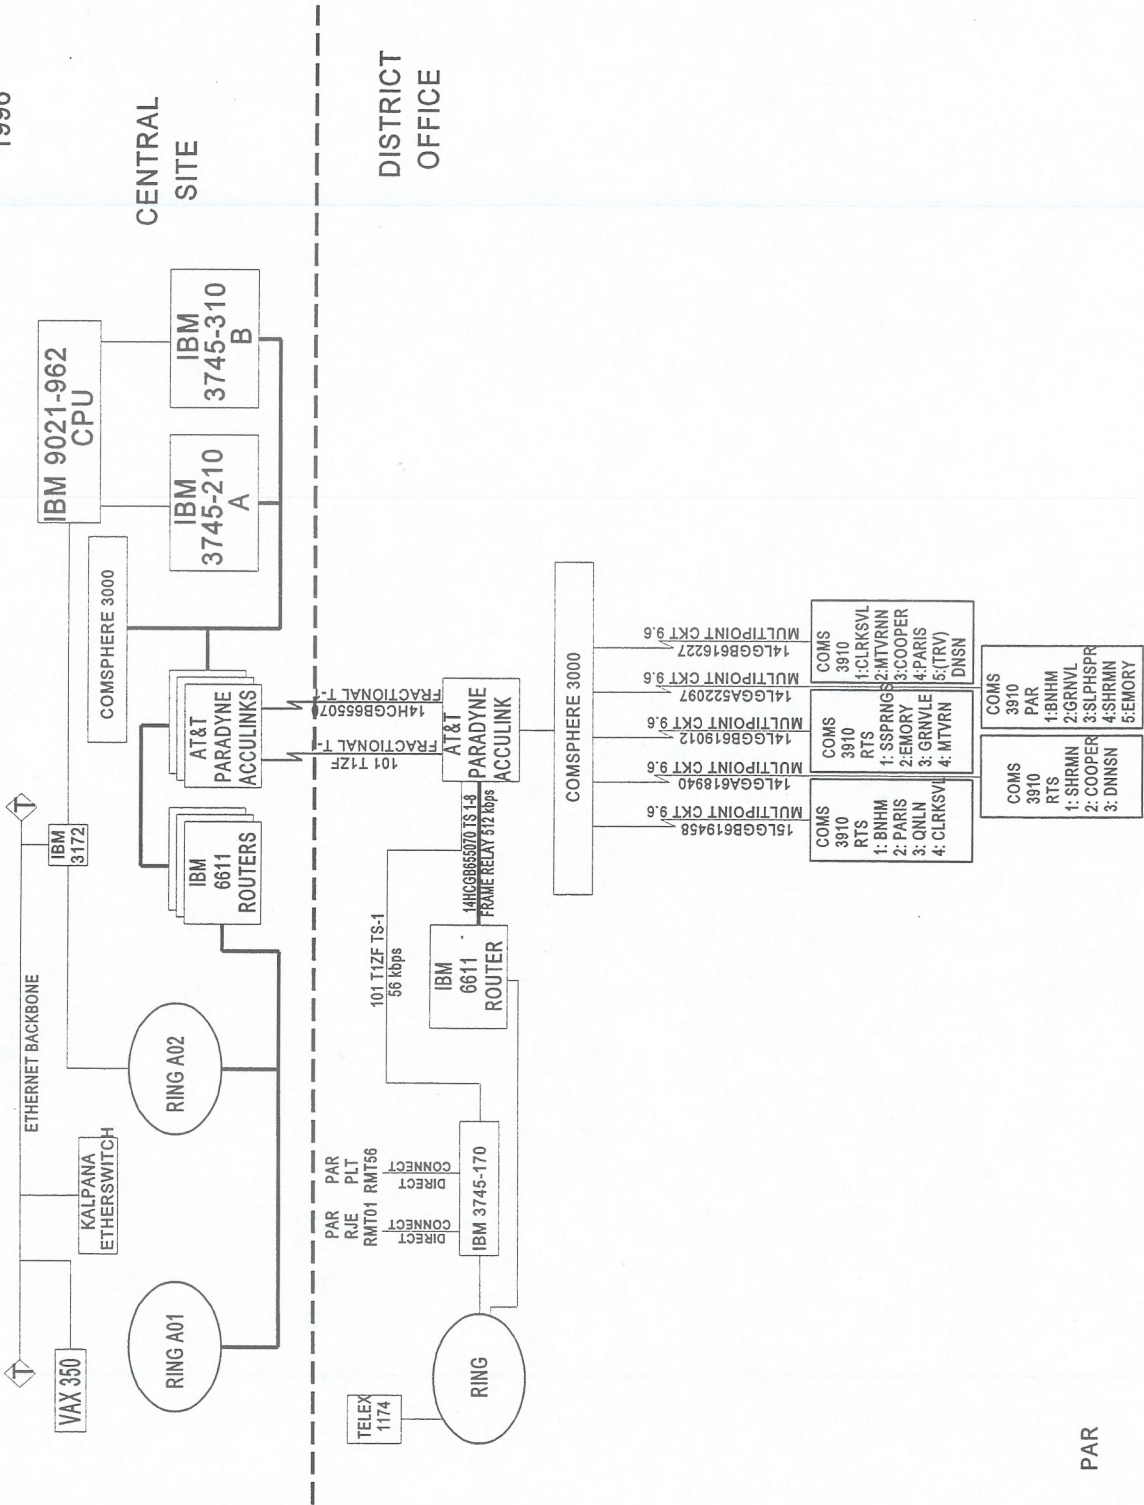 1996
CENTRAL
SITE
ETHERNET BACKBONE
T
T
VAX 350
KALPANA
ETHERSWITCH
IBM
3172
IBM 9021-962
CPU
COMSPHERE 3000
RING A01
RING A02
IBM
6611
ROUTERS
AT&T
PARADYNE
ACCULINKS
IBM
3745-210
A
IBM
3745-310
B
DISTRICT
OFFICE
101 T1ZF
FRACTIONAL T-1
14HCGB655070
FRACTIONAL T-1
TELEX
1174
RING
PAR
RJE
RMT01
DIRECT
CONNECT
PAR
PLT
RMT56
DIRECT
CONNECT
IBM 3745-170
101 T1ZF TS-1
56 kbps
IBM
6611
ROUTER
14HCGB655070 TS 1-8
FRAME RELAY 512 kbps
AT&T
PARADYNE
ACCULINK
COMSPHERE 3000
15LGGB619458
MULTIPOINT CKT 9.6
14LGGA618940
MULTIPOINT CKT 9.6
14LGGB619012
MULTIPOINT CKT 9.6
14LGGA522097
MULTIPOINT CKT 9.6
14LGGB616227
MULTIPOINT CKT 9.6
COMS
3910
RTS
1: BNHM
2: PARIS
3: QNLN
4: CLRKSVL
COMS
3910
RTS
1: SSPRNGS
2:EMORY
3: GRNVLE
4: MTVRN
COMS
3910
1:CLRKSVL
2:MTVRNN
3:COOPER
4:PARIS
5:(TRV)
DNSN
COMS
3910
RTS
1: SHRMN
2: COOPER
3: DNNSN
COMS
3910
PAR
1:BNHM
2:GRNVL
3:SLPHSPR
4:SHRMN
5:EMORY
PAR